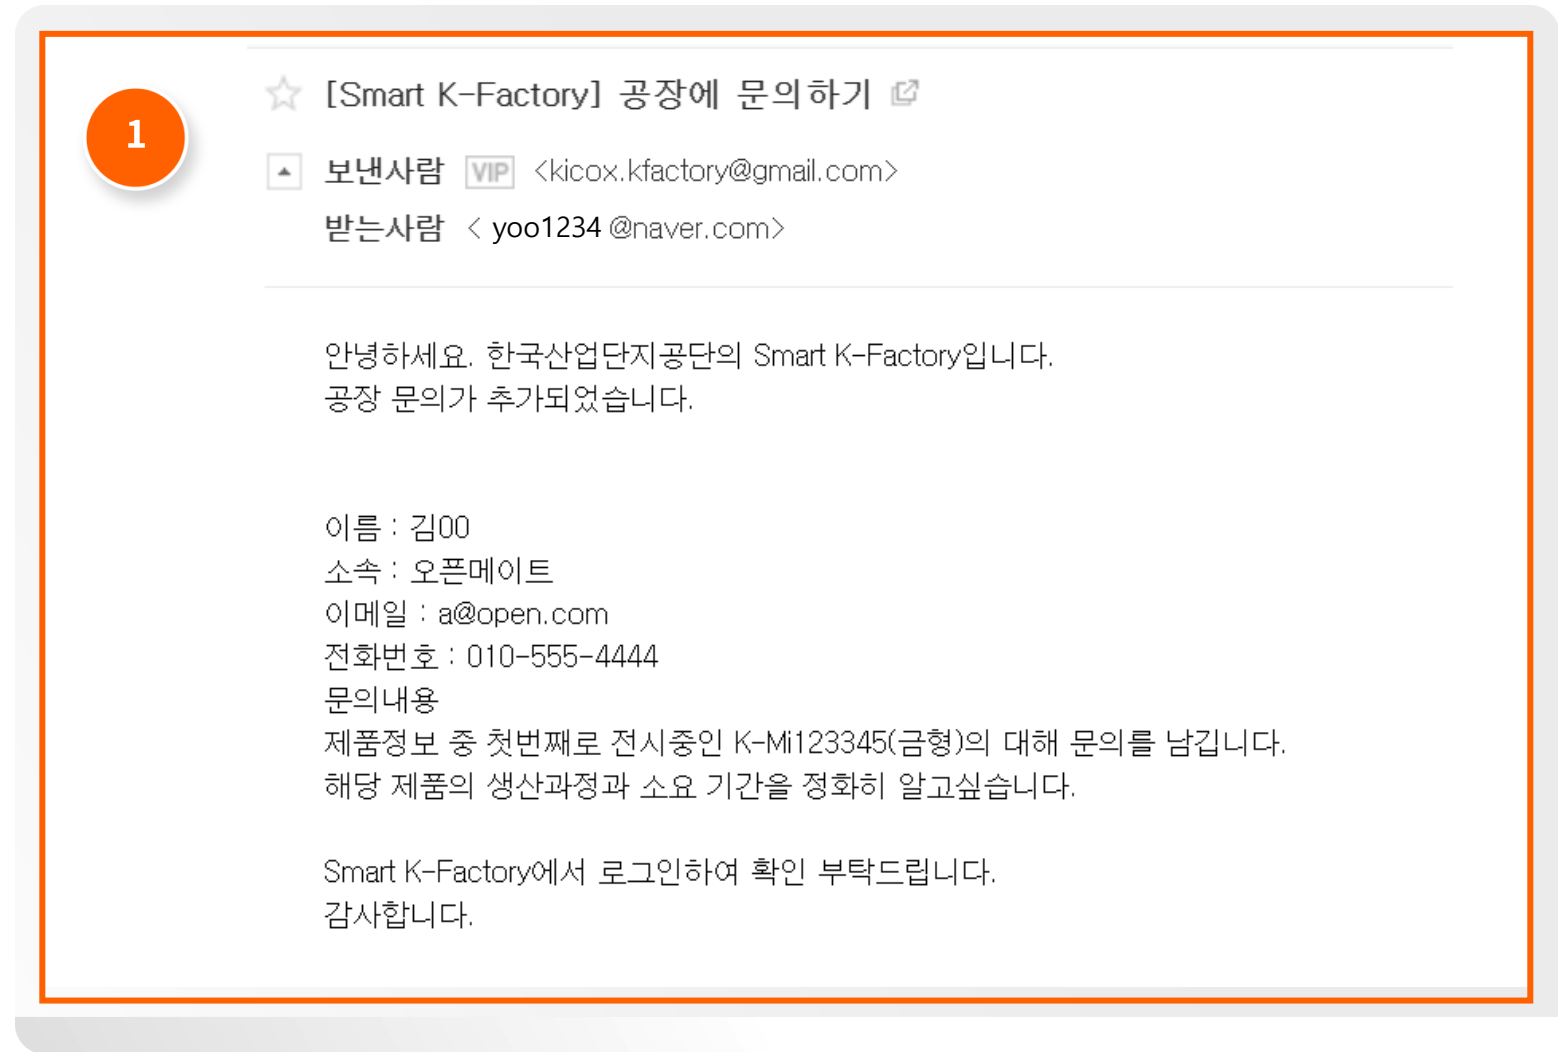 1
[Smart K-Factory] 공장에 문의하기
보낸사람 VIP <kicox.kfactory@gmail.com>
받는사람 < yoo1234 @naver.com>
안녕하세요. 한국산업단지공단의 Smart K-Factory입니다.
공장 문의가 추가되었습니다.
이름 : 김00
소속 : 오픈메이트
이메일 : a@open.com
전화번호 : 010-555-4444
문의내용
제품정보 중 첫번째로 전시중인 K-Mi123345(금형)의 대해 문의를 남깁니다.
해당 제품의 생산과정과 소요 기간을 정화히 알고싶습니다.
Smart K-Factory에서 로그인하여 확인 부탁드립니다.
감사합니다.